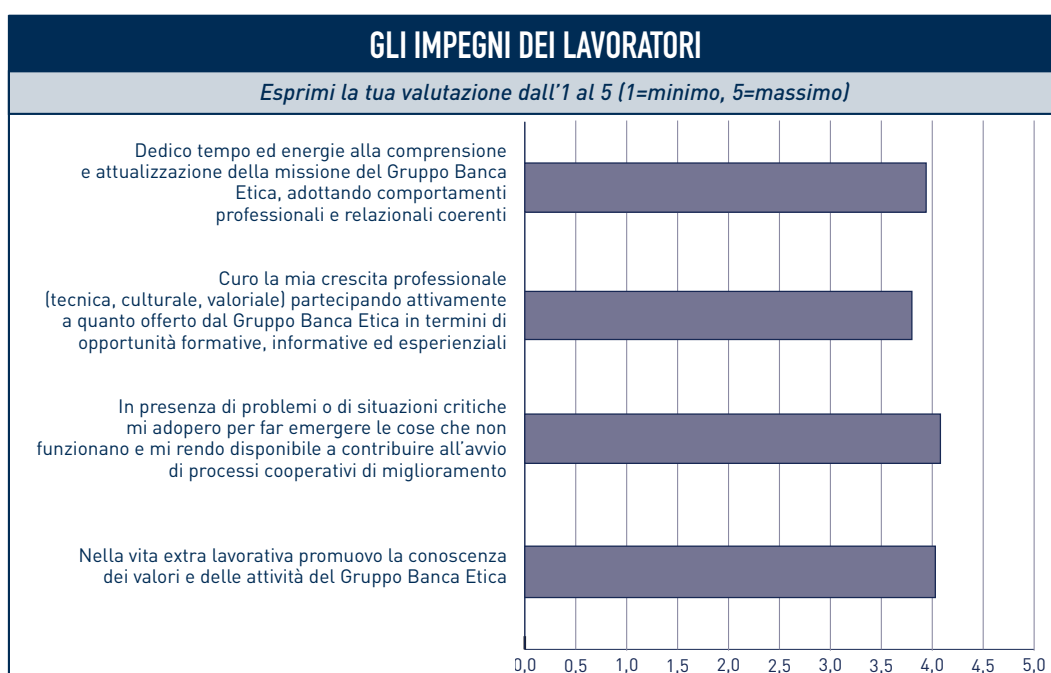 GLI IMPEGNI DEI LAVORATORI
Esprimi la tua valutazione dall'1 al 5 (1=minimo, 5=massimo)
Dedico tempo ed energie alla comprensione
e attualizzazione della missione del Gruppo Banca
Etica, adottando comportamenti
professionali e relazionali coerenti
Curo la mia crescita professionale
(tecnica, culturale, valoriale) partecipando attivamente
a quanto offerto dal Gruppo Banca Etica in termini di
opportunità formative, informative ed esperienziali
In presenza di problemi o di situazioni critiche
mi adopero per far emergere le cose che non
funzionano e mi rendo disponibile a contribuire all'avvio
di processi cooperativi di miglioramento
Nella vita extra lavorativa promuovo la conoscenza
dei valori e delle attività del Gruppo Banca Etica
0,0 0,5 1,0 1,5 2,0 2,5 3,0 3,5 4,0 4,5 5,0